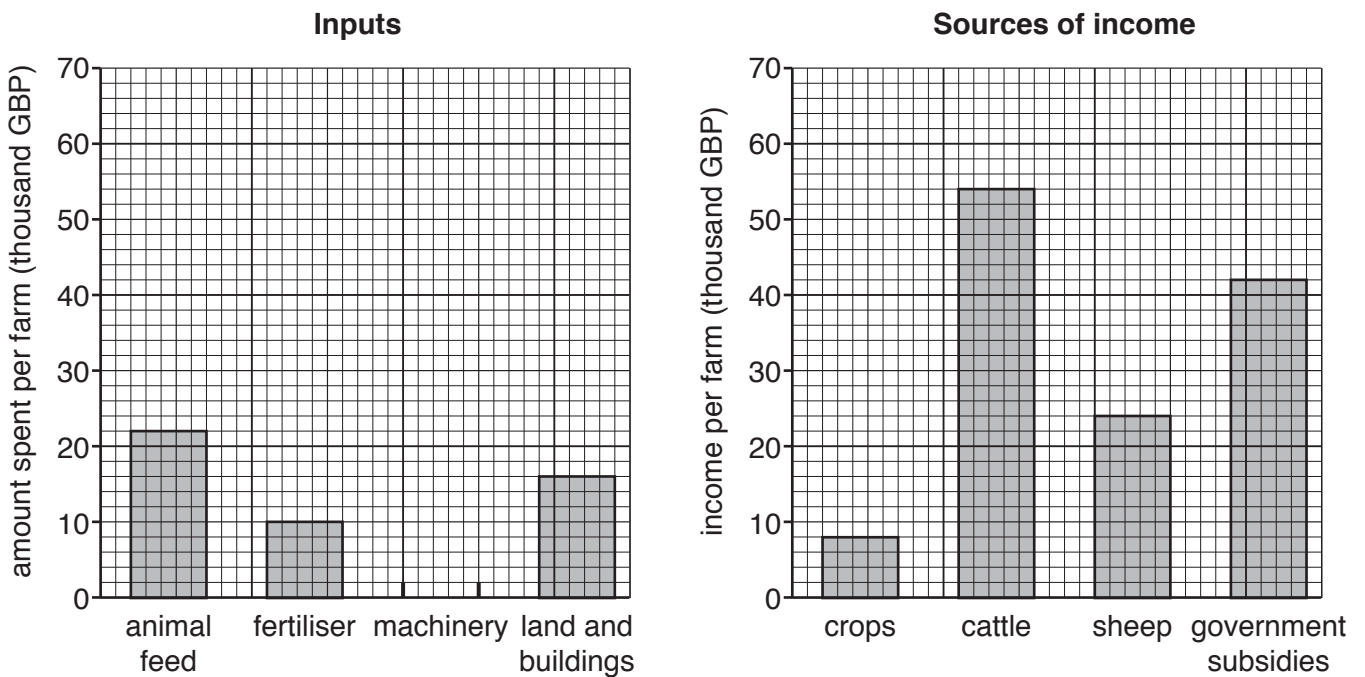 Inputs
70
60
50
40
30
20
10
0
amount spent per farm (thousand GBP)
animal
feed
fertiliser
machinery
land and
buildings
Sources of income
70
60
50
40
30
20
10
0
income per farm (thousand GBP)
crops
cattle
sheep
government
subsidies